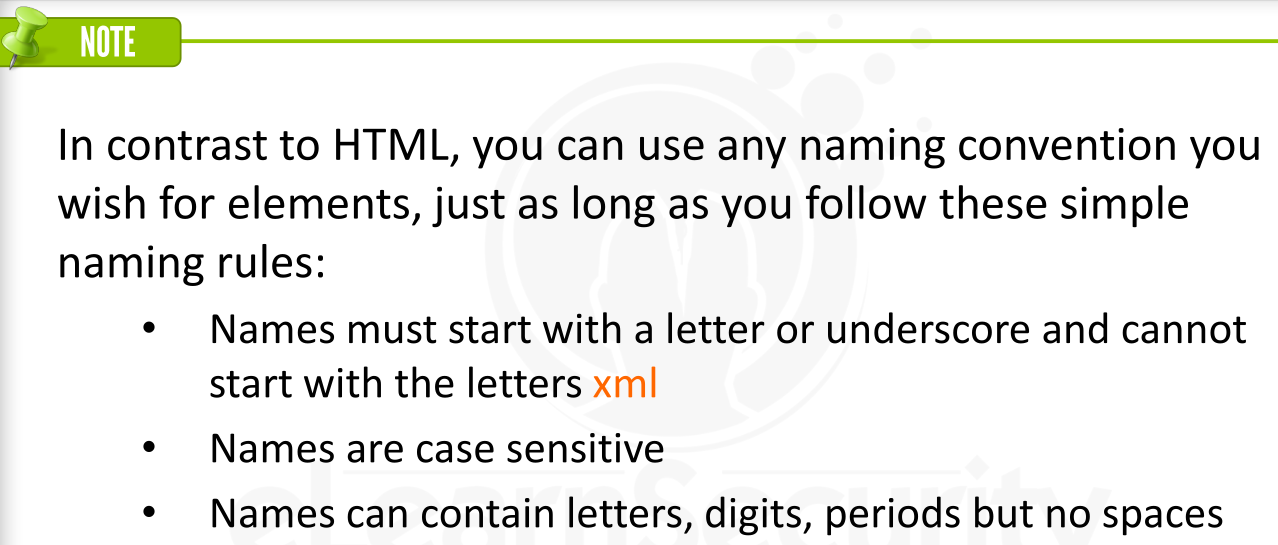 NOTE
In contrast to HTML, you can use any naming convention you
wish for elements, just as long as you follow these simple
naming rules:
• Names must start with a letter or underscore and cannot
start with the letters xml
• Names are case sensitive
• Names can contain letters, digits, periods but no spaces
eLearnSecurity